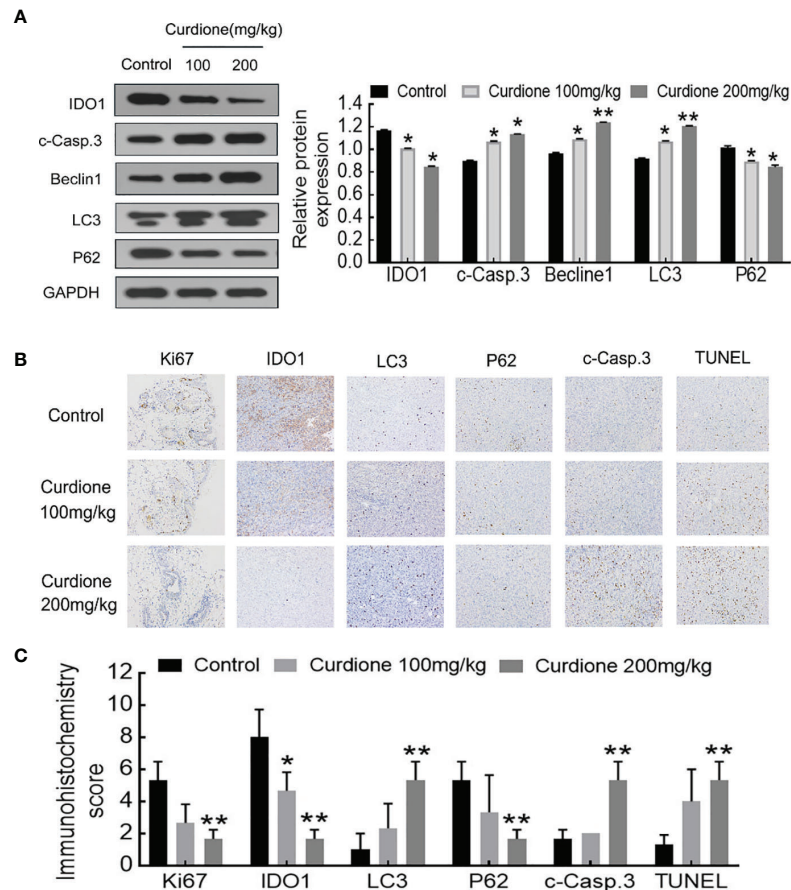 A
Curdione(mg/kg)
Control 100 200
IDO1
c-Casp.3
Beclin1
LC3
P62
GAPDH
Control Curdione 100mg/kg Curdione 200mg/kg
Relative protein
expression
1.4
1.2
1.0
0.8
0.6
0.4
0.2
0.0
* * * * * ** * ** * *
IDO1 c-Casp.3 Becline1 LC3 P62
B
Ki67 IDO1 LC3 P62 c-Casp.3 TUNEL
Control
Curdione
100mg/kg
Curdione
200mg/kg
C
Control Curdione 100mg/kg Curdione 200mg/kg
Immunohistochemistry
score
12
10
8
6
4
2
0
** * ** ** ** ** **
Ki67 IDO1 LC3 P62 c-Casp.3 TUNEL